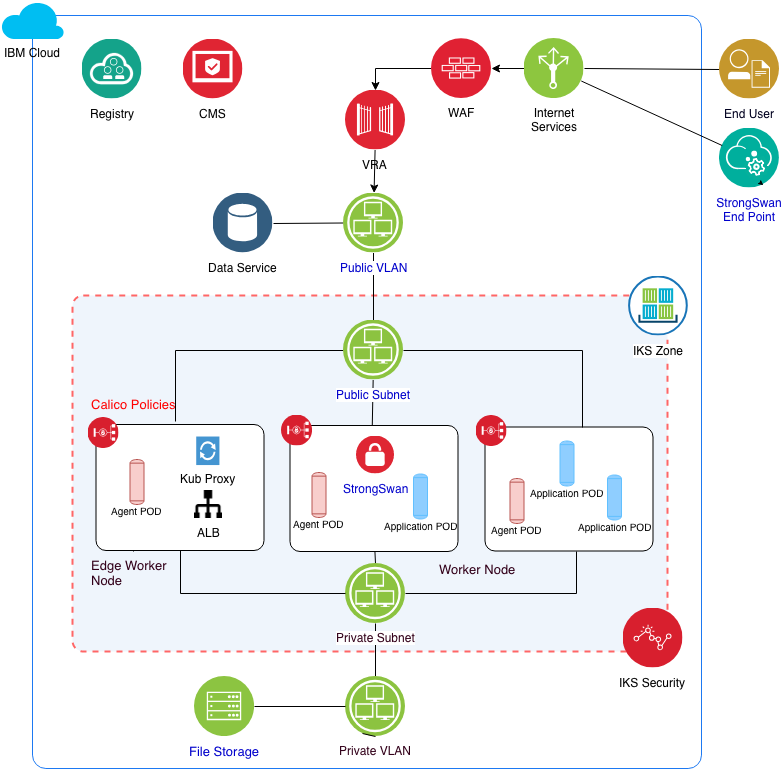 IBM Cloud
Registry
CMS
WAF
Internet
Services
End User
VRA
StrongSwan
End Point
Data Service
Public VLAN
IKS Zone
Public Subnet
Calico Policies
Kub Proxy
Agent POD
ALB
StrongSwan
Agent POD
Application POD
Application POD
Agent POD
Application POD
Edge Worker
Node
Worker Node
Private Subnet
IKS Security
File Storage
Private VLAN